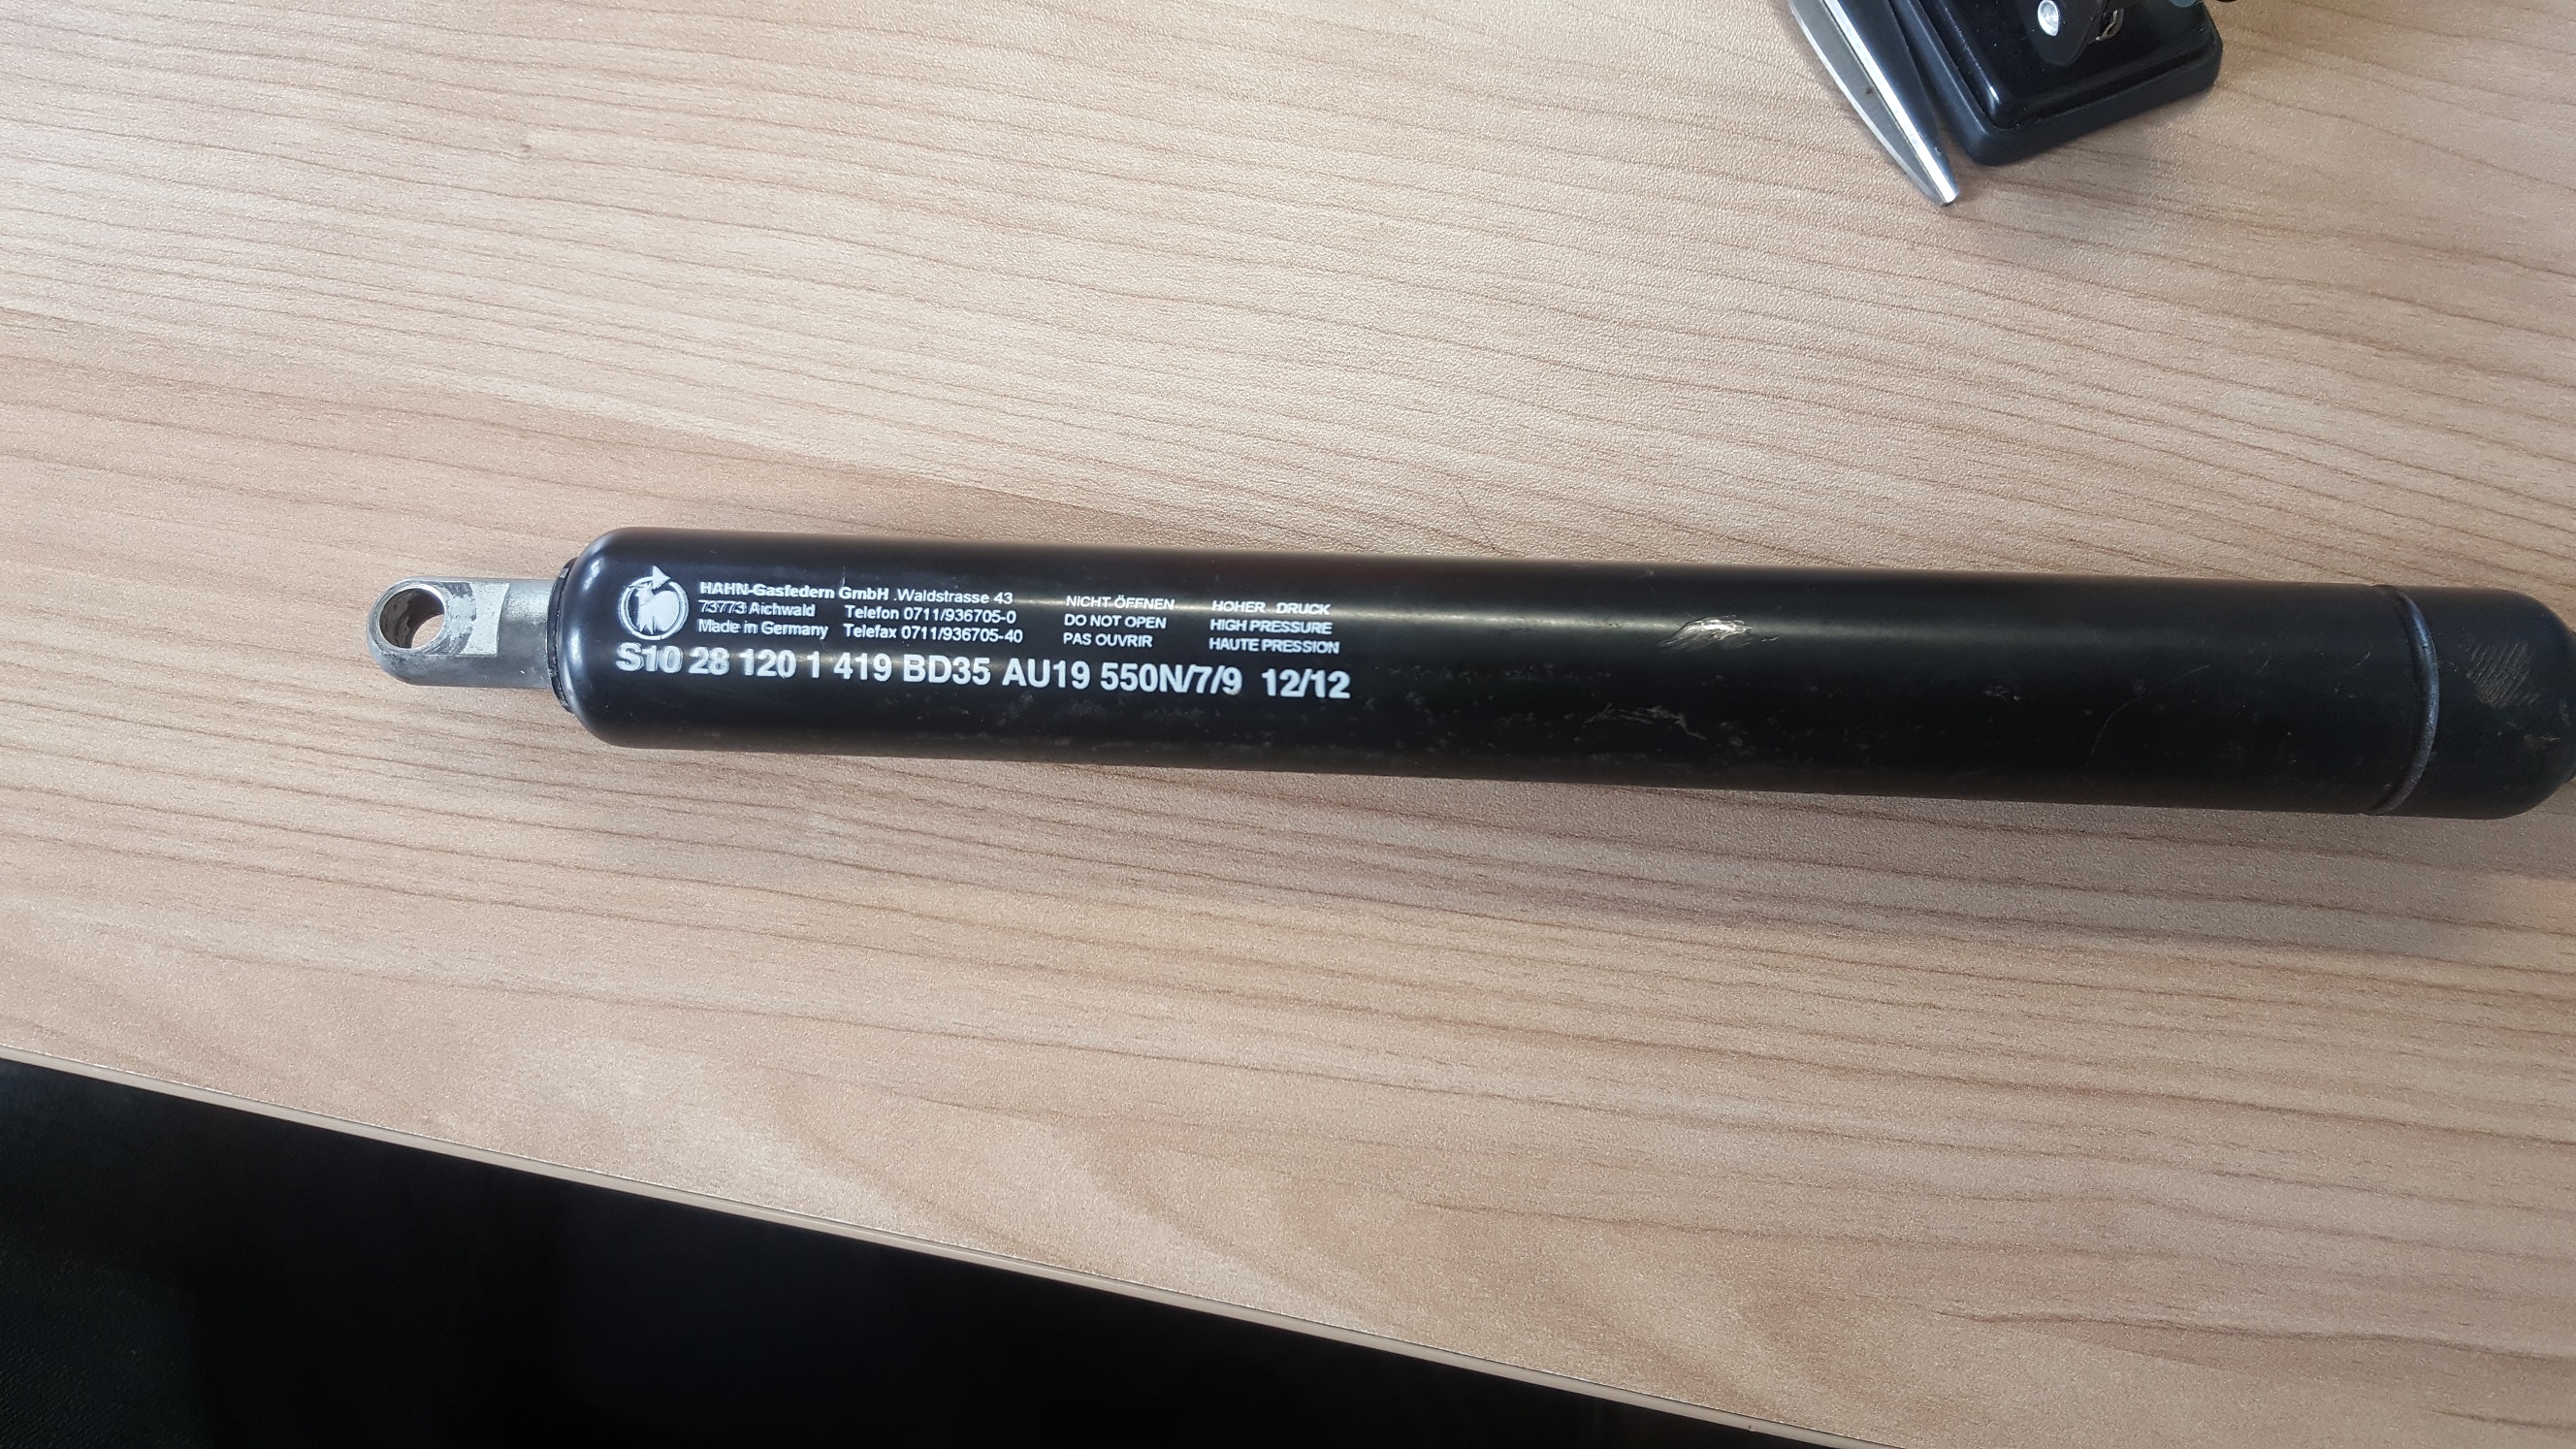 HAHN-Gasfedern GmbH .Waldstrasse 43
73773 Aichwald Telefon 0711/936705-0
Made in Germany Telefax 0711/936705-40
NICHT ÖFFNEN HOHER DRUCK
DO NOT OPEN HIGH PRESSURE
PAS OUVRIR HAUTE PRESSION
S10 28 120 1 419 BD35 AU19 550N/7/9 12/12